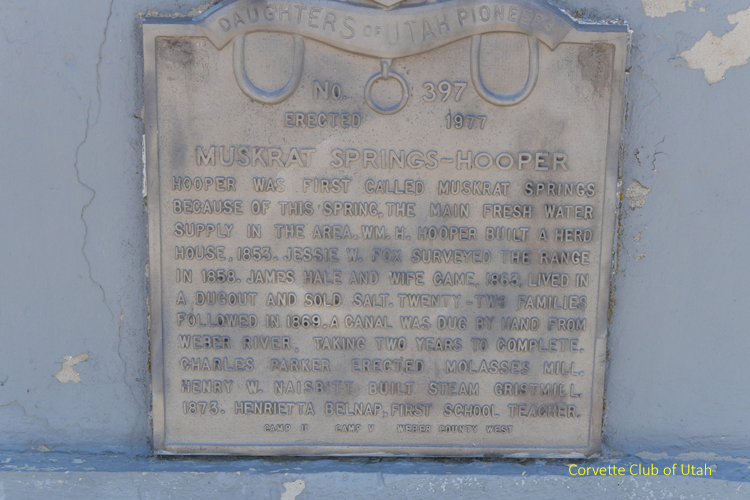 DAUGHTERS OF UTAH PIONEERS
No. 397
ERECTED 1977
MUSKRAT SPRINGS-HOOPER
HOOPER WAS FIRST CALLED MUSKRAT SPRINGS
BECAUSE OF THIS SPRING, THE MAIN FRESH WATER
SUPPLY IN THE AREA. WM. H. HOOPER BUILT A HERD
HOUSE, 1853. JESSIE W. FOX SURVEYED THE RANGE
IN 1858. JAMES HALE AND WIFE CAME, 1863, LIVED IN
A DUGOUT AND SOLD SALT. TWENTY-TWO FAMILIES
FOLLOWED IN 1869. A CANAL WAS DUG BY HAND FROM
WEBER RIVER, TAKING TWO YEARS TO COMPLETE.
CHARLES PARKER ERECTED MOLASSES MILL.
HENRY W. NAISBITT BUILT STEAM GRISTMILL,
1873. HENRIETTA BELNAP, FIRST SCHOOL TEACHER.
CAMP U CAMP V WEBER COUNTY WEST
Corvette Club of Utah